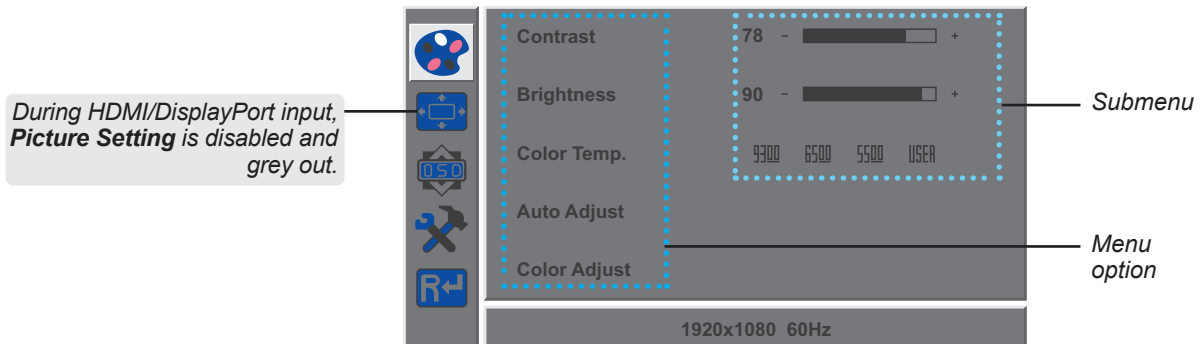 During HDMI/DisplayPort input,
Picture Setting is disabled and
grey out.
OSD
R
Contrast 78 - +
Brightness 90 - +
Color Temp. 9300 6500 5500 USER
Auto Adjust
Color Adjust
1920x1080 60Hz
Submenu
Menu
option